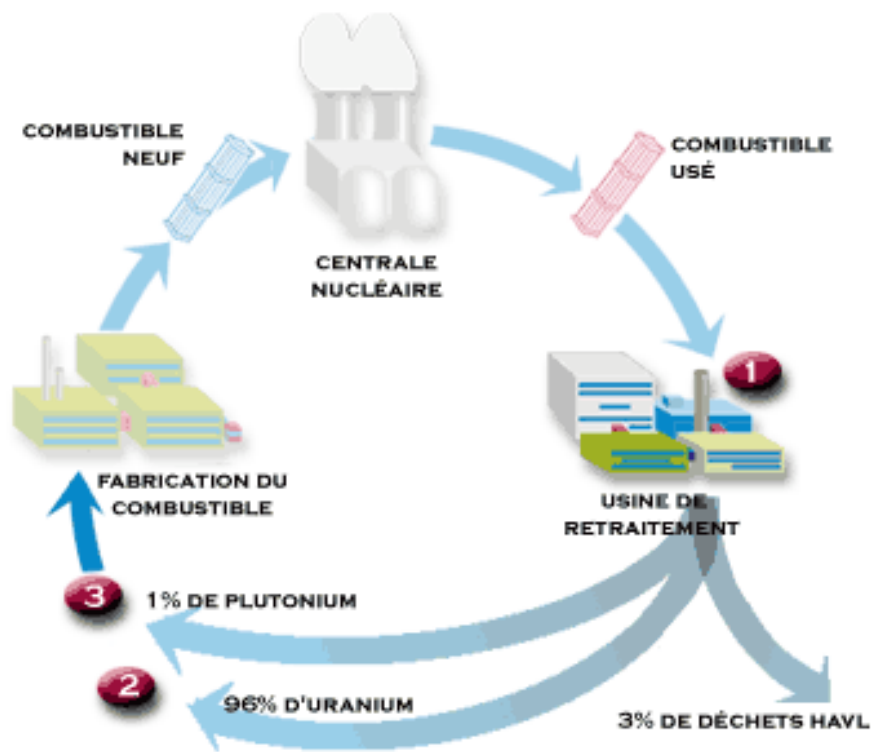 COMBUSTIBLE
NEUF
COMBUSTIBLE
USÉ
CENTRALE
NUCLÉAIRE
1
FABRICATION DU
COMBUSTIBLE
USINE DE
RETRAITEMENT
3
1% DE PLUTONIUM
2
96% D'URANIUM
3% DE DÉCHETS HAVL